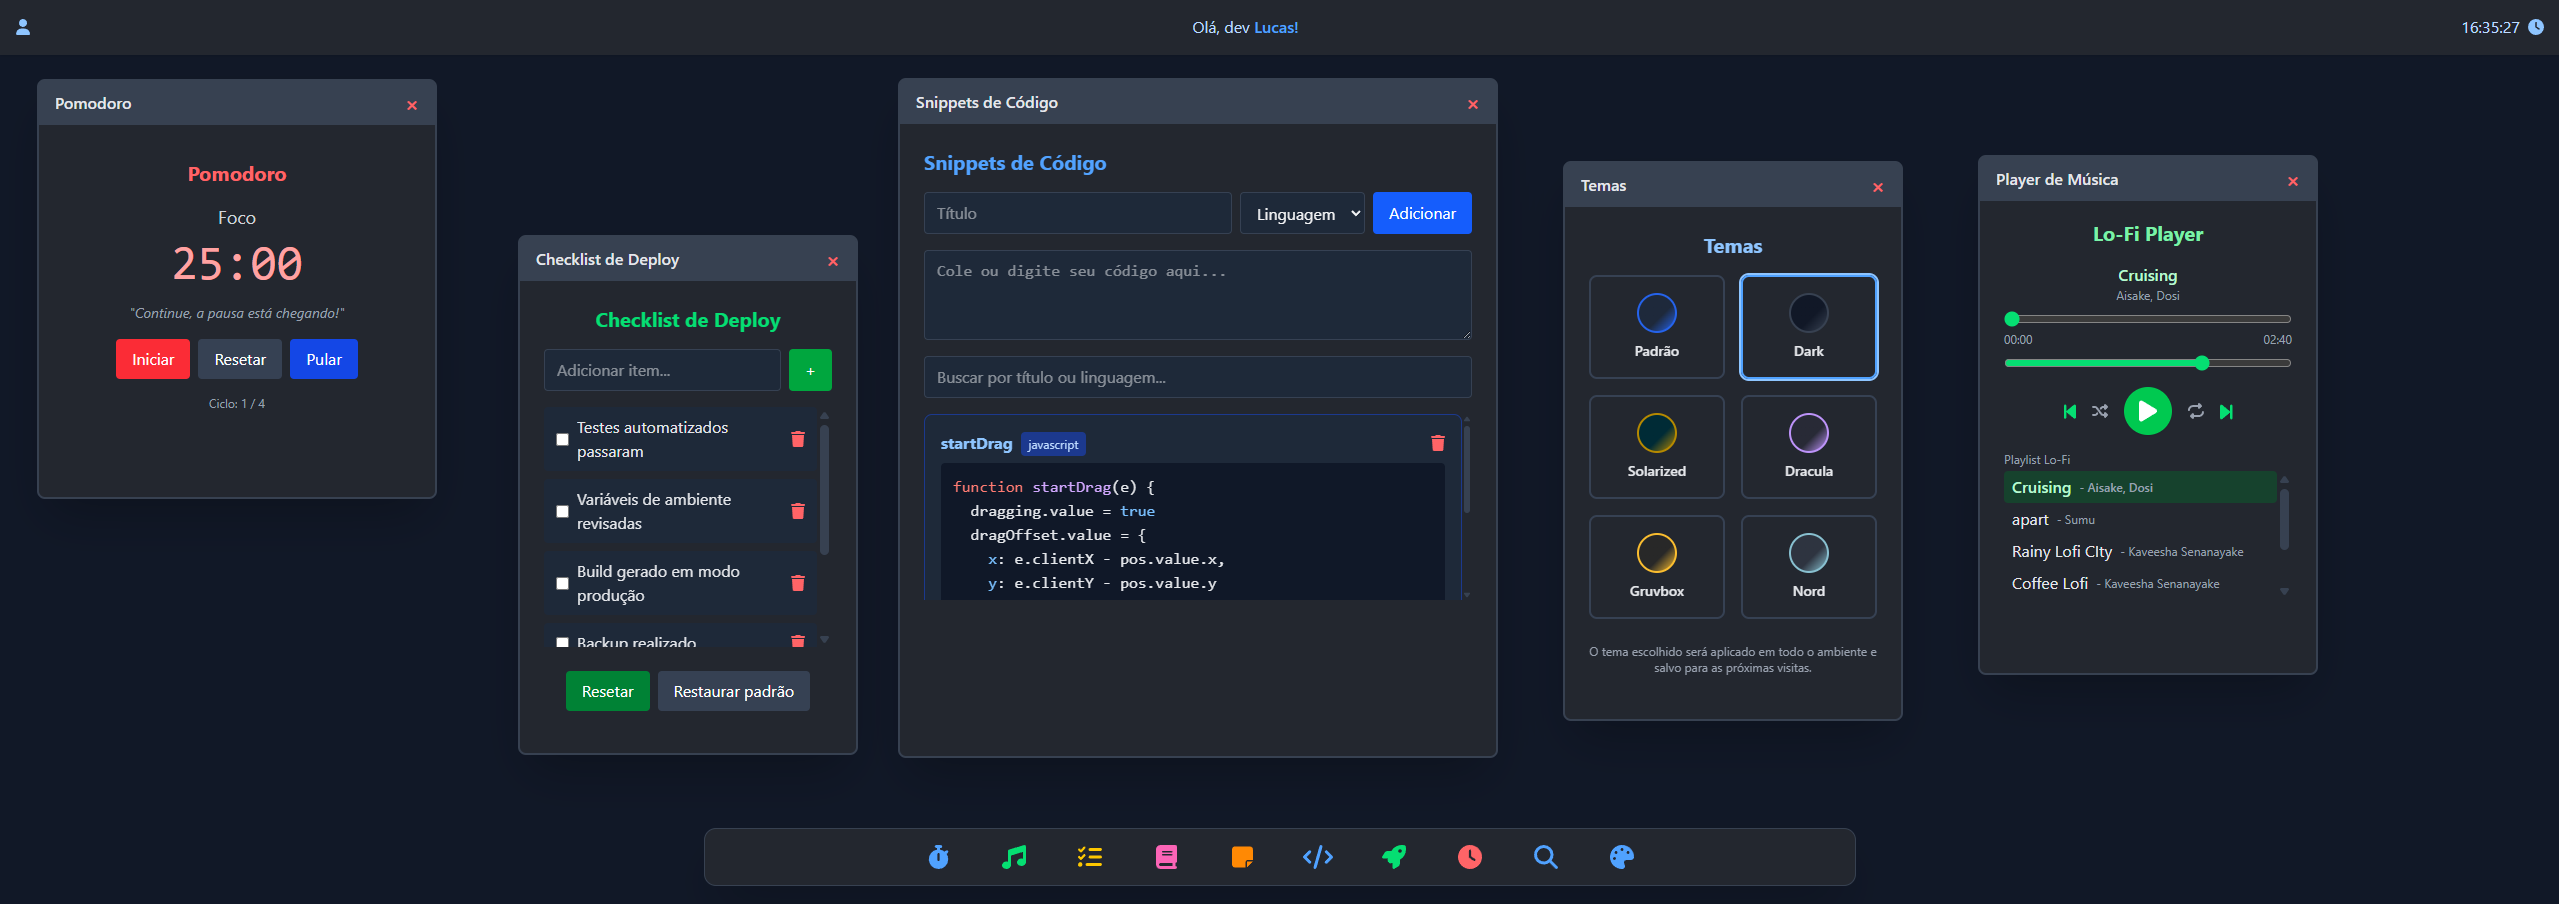 Olá, dev Lucas!
16:35:27
Pomodoro
Pomodoro
Foco
25:00
"Continue, a pausa está chegando!"
Iniciar
Resetar
Pular
Ciclo: 1 / 4
Checklist de Deploy
Checklist de Deploy
Adicionar item...
+
Testes automatizados
passaram
Variáveis de ambiente
revisadas
Build gerado em modo
produção
Backup realizado
Resetar
Restaurar padrão
Snippets de Código
Snippets de Código
Título
Linguagem
Adicionar
Cole ou digite seu código aqui...
Buscar por título ou linguagem...
startDrag javascript
function startDrag(e) {
dragging.value = true
dragOffset.value = {
x: e.clientX - pos.value.x,
y: e.clientY - pos.value.y
Temas
Temas
Padrão
Dark
Solarized
Dracula
Gruvbox
Nord
O tema escolhido será aplicado em todo o ambiente e
salvo para as próximas visitas.
Player de Música
Lo-Fi Player
Cruising
Aisake, Dosi
00:00
02:40
Playlist Lo-Fi
Cruising - Aisake, Dosi
apart - Sumu
Rainy Lofi CIty - Kaveesha Senanayake
Coffee Lofi - Kaveesha Senanayake